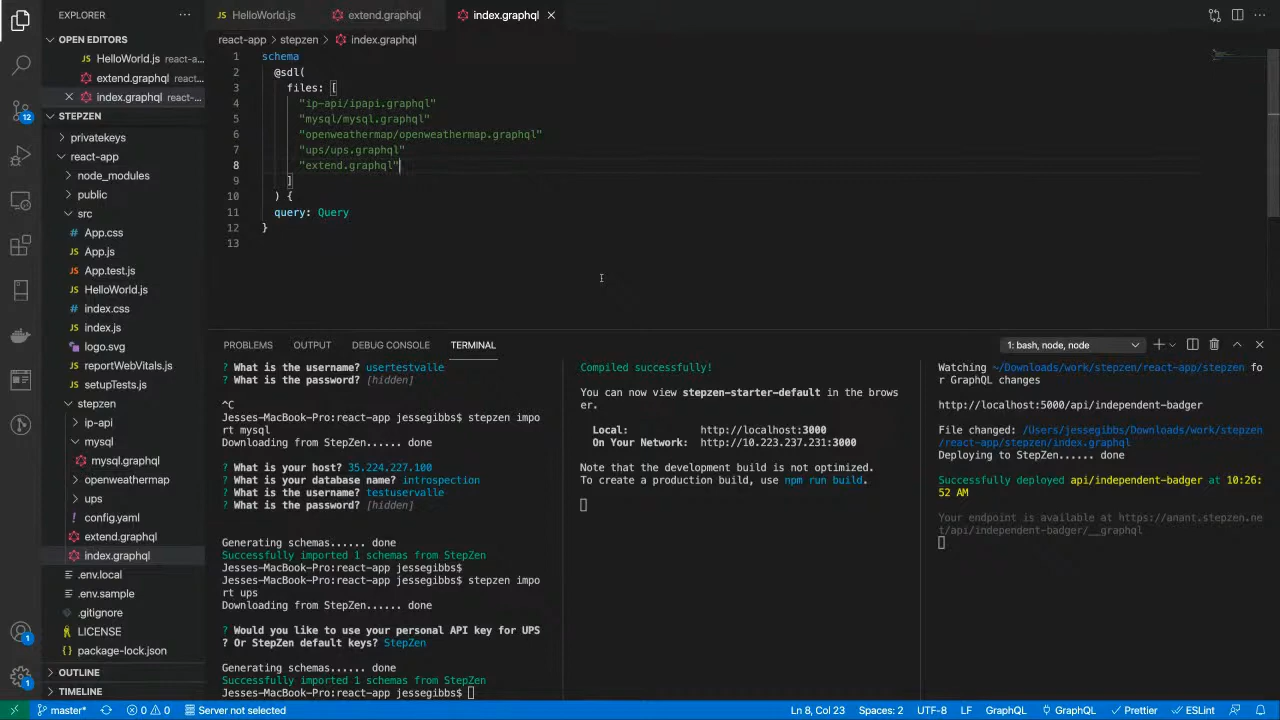 EXPLORER
OPEN EDITORS
HelloWorld.js react-a...
extend.graphql react-...
index.graphql react-...
STEPZEN
privatekeys
react-app
node_modules
public
src
App.css
App.js
App.test.js
HelloWorld.js
index.css
index.js
logo.svg
reportWebVitals.js
setupTests.js
stepzen
ip-api
mysql
mysql.graphql
openweathermap
ups
config.yaml
extend.graphql
index.graphql
.env.local
.env.sample
.gitignore
LICENSE
package-lock.json
OUTLINE
TIMELINE
12
1
1
HelloWorld.js extend.graphql index.graphql
react-app > stepzen > index.graphql
1 schema
2 @sdl(
3 files: [
4 "ip-api/ipapi.graphql"
5 "mysql/mysql.graphql"
6 "openweathermap/openweathermap.graphql"
7 "ups/ups.graphql"
8 "extend.graphql"
9 ]
10 ) {
11 query: Query
12 }
13
PROBLEMS OUTPUT DEBUG CONSOLE TERMINAL 1: bash, node, node
? What is the username? usertestvalle
? What is the password? [hidden]
^C
Jesses-MacBook-Pro:react-app jessegibbs$ stepzen impo
rt mysql
Downloading from StepZen...... done
? What is your host? 35.224.227.100
? What is your database name? introspection
? What is the username? testuservalle
? What is the password? [hidden]
Generating schemas...... done
Successfully imported 1 schemas from StepZen
Jesses-MacBook-Pro:react-app jessegibbs$
Jesses-MacBook-Pro:react-app jessegibbs$ stepzen impo
rt ups
Downloading from StepZen...... done
? Would you like to use your personal API key for UPS
? Or StepZen default keys? StepZen
Generating schemas...... done
Successfully imported 1 schemas from StepZen
Jesses-MacBook-Pro:react-app jessegibbs$
Compiled successfully!
You can now view stepzen-starter-default in the brows
er.
Local: http://localhost:3000
On Your Network: http://10.223.237.231:3000
Note that the development build is not optimized.
To create a production build, use npm run build.
Watching ~/Downloads/work/stepzen/react-app/stepzen fo
r GraphQL changes
http://localhost:5000/api/independent-badger
File changed: /Users/jessegibbs/Downloads/work/stepzen
/react-app/stepzen/index.graphql
Deploying to StepZen...... done
Successfully deployed api/independent-badger at 10:26:
52 AM
Your endpoint is available at https://anant.stepzen.ne
t/api/independent-badger/__graphql
master* 0 0 Server not selected Ln 8, Col 23 Spaces: 2 UTF-8 LF GraphQL GraphQL Prettier ESLint